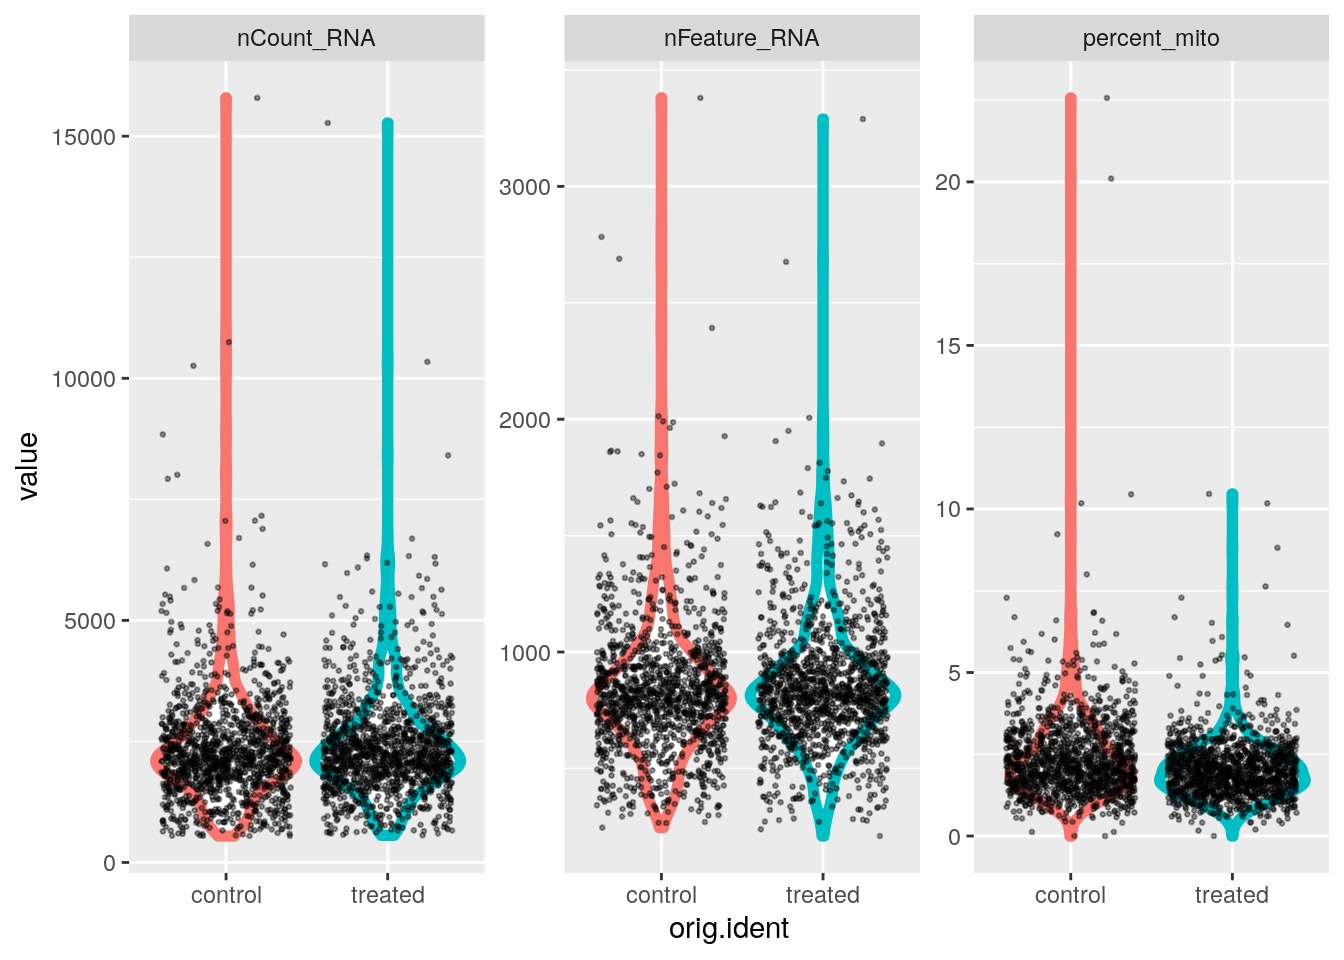 nCount_RNA
nFeature_RNA
percent_mito
value
15000
10000
5000
0
3000
2000
1000
20
15
10
5
0
control
treated
control
treated
control
treated
orig.ident